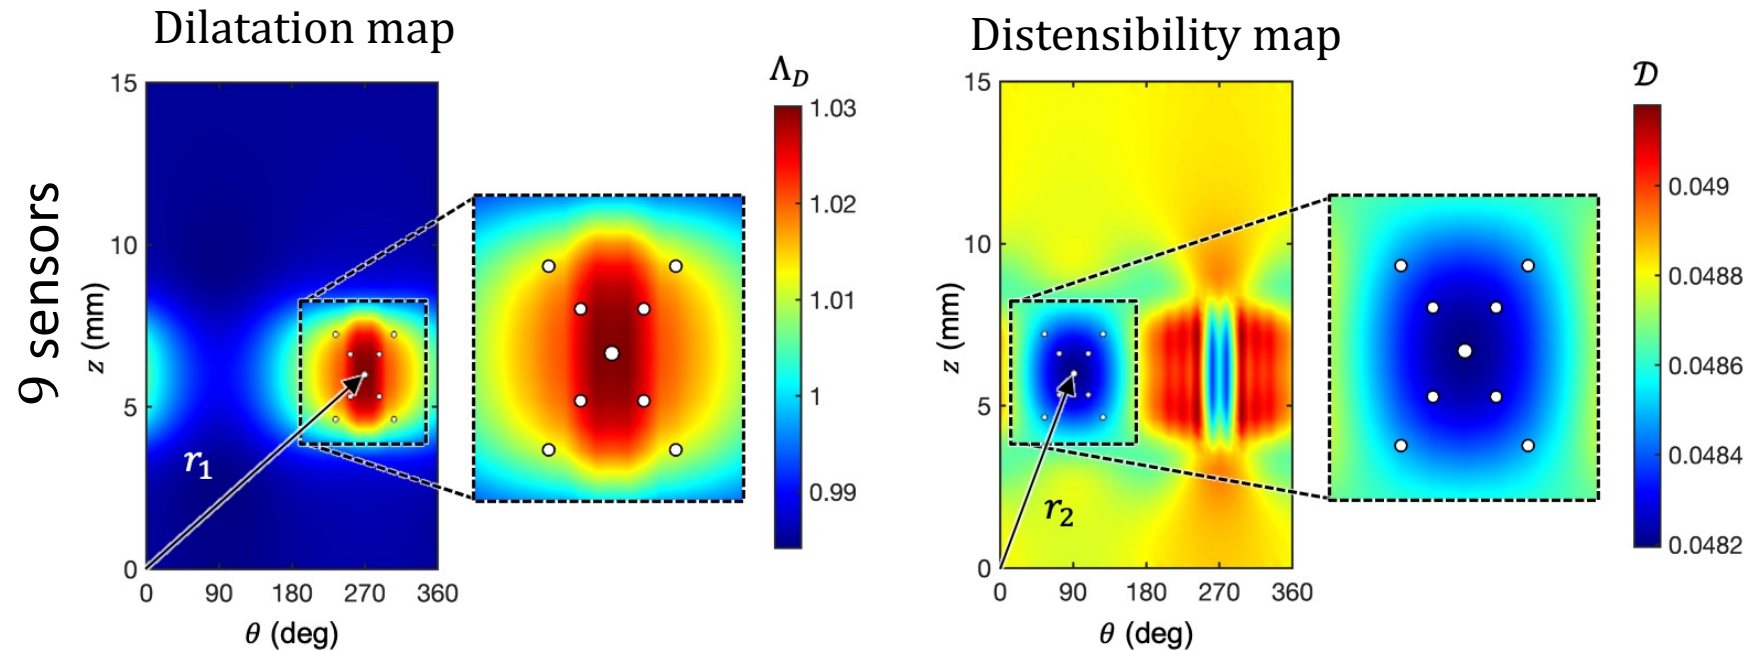 Dilatation map
Distensibility map
9 sensors
Λ_D
1.03
1.02
1.01
1
0.99
15
10
5
0
z (mm)
0 90 180 270 360
θ (deg)
r₁
𝒟
0.049
0.0488
0.0486
0.0484
0.0482
15
10
5
0
z (mm)
0 90 180 270 360
θ (deg)
r₂